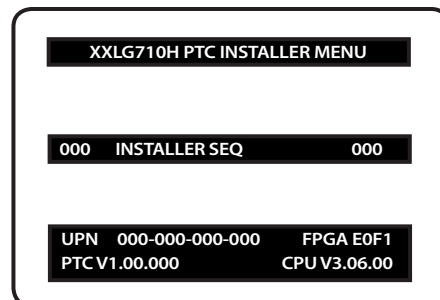 XXLG710H PTC INSTALLER MENU
000 INSTALLER SEQ 000
UPN 000-000-000-000 FPGA E0F1
PTC V1.00.000 CPU V3.06.00